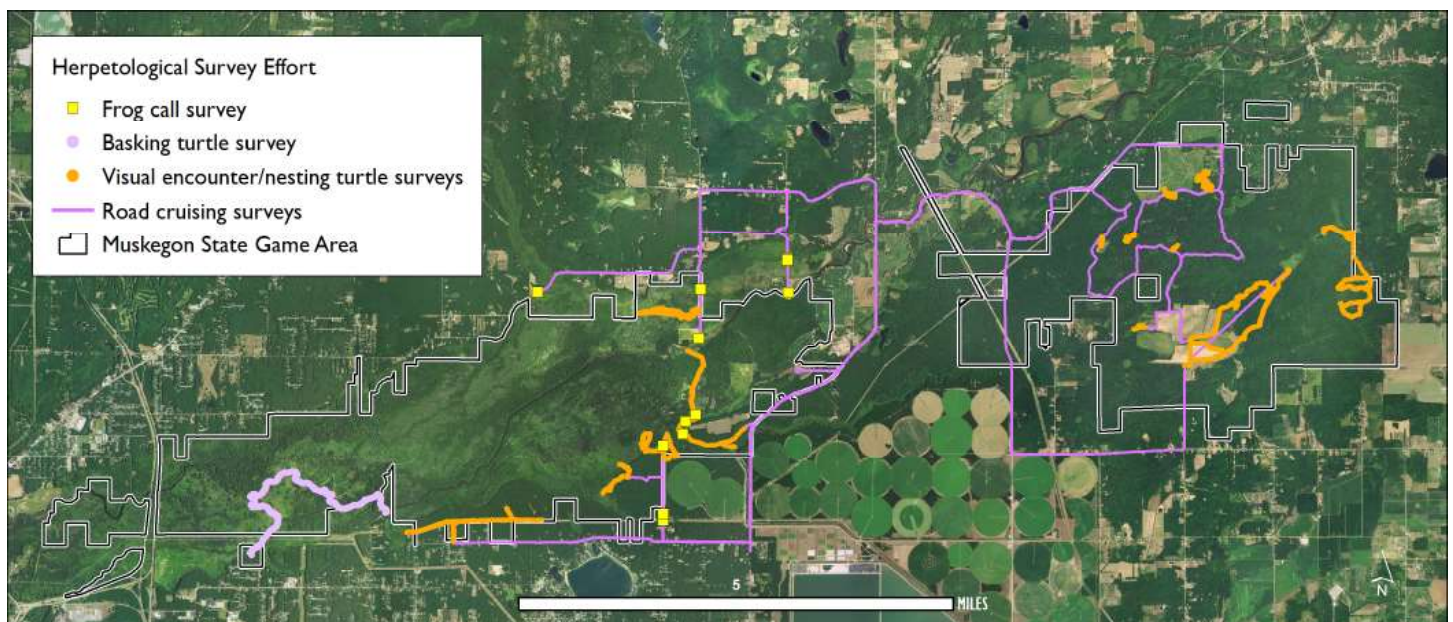 Herpetological Survey Effort
Frog call survey
Basking turtle survey
Visual encounter/nesting turtle surveys
Road cruising surveys
Muskegon State Game Area
5
MILES
N